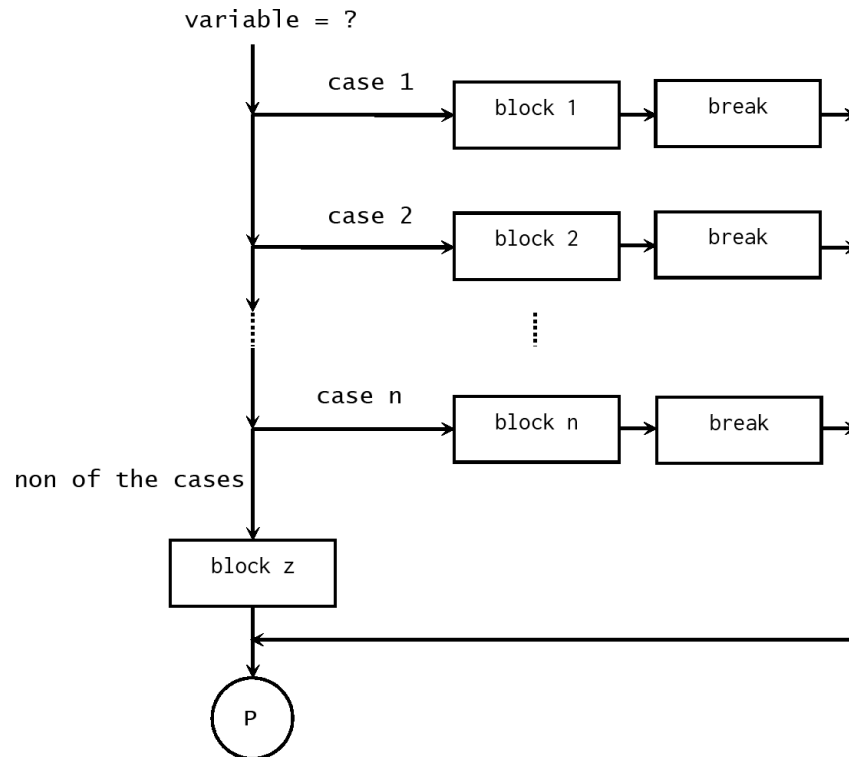 variable = ?
case 1
block 1
break
case 2
block 2
break
case n
block n
break
non of the cases
block z
P